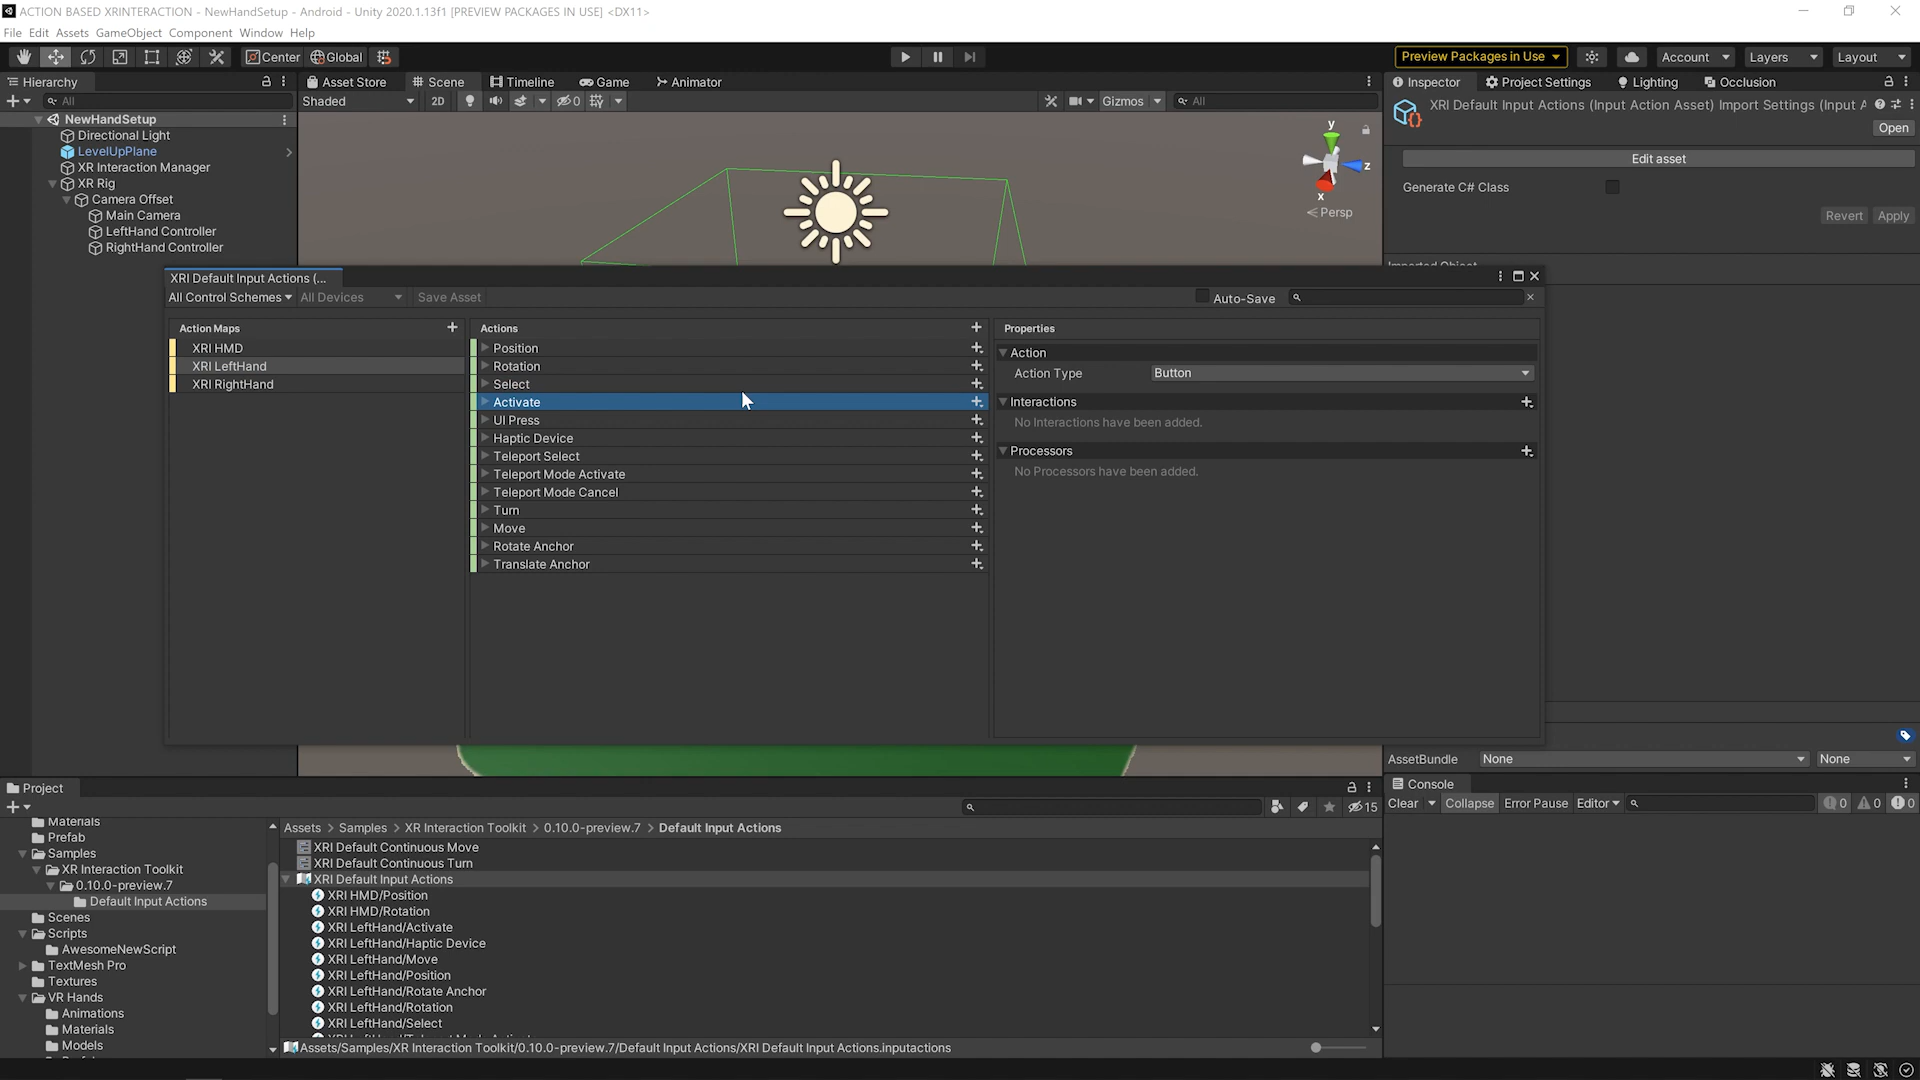 ACTION BASED XRINTERACTION - NewHandSetup - Android - Unity 2020.1.13f1 [PREVIEW PACKAGES IN USE] <DX11>
File Edit Assets GameObject Component Window Help
Center Global Preview Packages in Use Account Layers Layout
Hierarchy Asset Store Scene Timeline Game Animator Inspector Project Settings Lighting Occlusion
All Shaded 2D 0 Gizmos All
XRI Default Input Actions (Input Action Asset) Import Settings (Input A
Open
NewHandSetup
Directional Light
LevelUpPlane
XR Interaction Manager
XR Rig
Camera Offset
Main Camera
LeftHand Controller
RightHand Controller
y
z
x
Persp
Edit asset
Generate C# Class
Revert Apply
XRI Default Input Actions (...
All Control Schemes All Devices Save Asset Auto-Save
Action Maps
XRI HMD
XRI LeftHand
XRI RightHand
Actions
Position
Rotation
Select
Activate
UI Press
Haptic Device
Teleport Select
Teleport Mode Activate
Teleport Mode Cancel
Turn
Move
Rotate Anchor
Translate Anchor
Properties
Action
Action Type Button
Interactions
No Interactions have been added.
Processors
No Processors have been added.
AssetBundle None None
Project
15
Materials
Prefab
Samples
XR Interaction Toolkit
0.10.0-preview.7
Default Input Actions
Scenes
Scripts
AwesomeNewScript
TextMesh Pro
Textures
VR Hands
Animations
Materials
Models
Assets > Samples > XR Interaction Toolkit > 0.10.0-preview.7 > Default Input Actions
XRI Default Continuous Move
XRI Default Continuous Turn
XRI Default Input Actions
XRI HMD/Position
XRI HMD/Rotation
XRI LeftHand/Activate
XRI LeftHand/Haptic Device
XRI LeftHand/Move
XRI LeftHand/Position
XRI LeftHand/Rotate Anchor
XRI LeftHand/Rotation
XRI LeftHand/Select
Assets/Samples/XR Interaction Toolkit/0.10.0-preview.7/Default Input Actions/XRI Default Input Actions.inputactions
Console
Clear Collapse Error Pause Editor 0 0 0